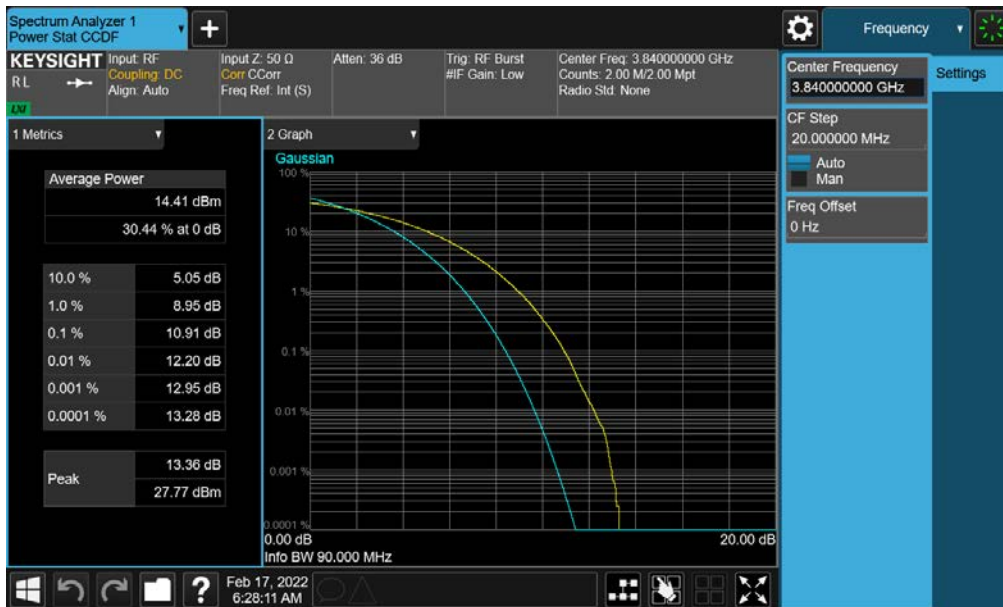 Spectrum Analyzer 1
Power Stat CCDF
+
Frequency
KEYSIGHT
RL
LXI
Input: RF
Coupling: DC
Align: Auto
Input Z: 50 Ω
Corr CCorr
Freq Ref: Int (S)
Atten: 36 dB
Trig: RF Burst
#IF Gain: Low
Center Freq: 3.840000000 GHz
Counts: 2.00 M/2.00 Mpt
Radio Std: None
Center Frequency
3.840000000 GHz
Settings
CF Step
20.000000 MHz
Auto
Man
Freq Offset
0 Hz
1 Metrics
Average Power
14.41 dBm
30.44 % at 0 dB
10.0 % 5.05 dB
1.0 % 8.95 dB
0.1 % 10.91 dB
0.01 % 12.20 dB
0.001 % 12.95 dB
0.0001 % 13.28 dB
Peak
13.36 dB
27.77 dBm
2 Graph
Gaussian
100 %
10 %
1 %
0.1 %
0.01 %
0.001 %
0.0001 %
0.00 dB 20.00 dB
Info BW 90.000 MHz
?
Feb 17, 2022
6:28:11 AM